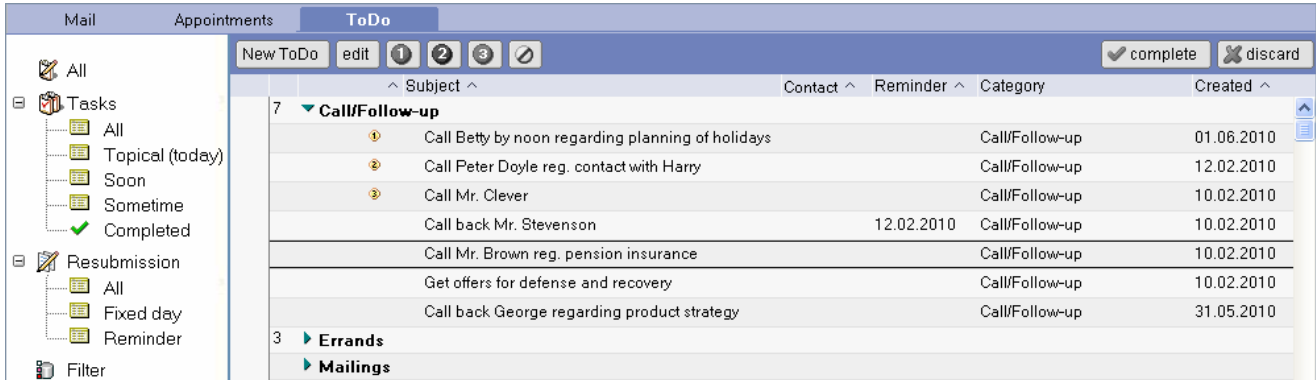 Mail Appointments ToDo
New ToDo edit 1 2 3 complete discard
All
Tasks
All
Topical (today)
Soon
Sometime
Completed
Resubmission
All
Fixed day
Reminder
Filter
Subject Contact Reminder Category Created
7 Call/Follow-up
1 Call Betty by noon regarding planning of holidays Call/Follow-up 01.06.2010
2 Call Peter Doyle reg. contact with Harry Call/Follow-up 12.02.2010
3 Call Mr. Clever Call/Follow-up 10.02.2010
Call back Mr. Stevenson 12.02.2010 Call/Follow-up 10.02.2010
Call Mr. Brown reg. pension insurance Call/Follow-up 10.02.2010
Get offers for defense and recovery Call/Follow-up 10.02.2010
Call back George regarding product strategy Call/Follow-up 31.05.2010
3 Errands
Mailings